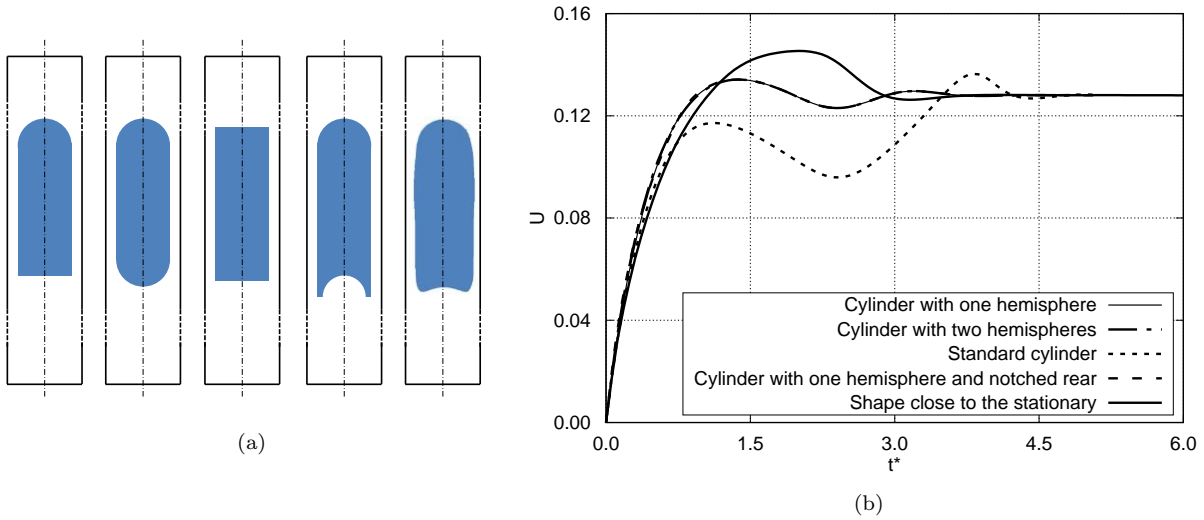 (a)
0.16
0.12
0.08
0.04
0.00
U
Cylinder with one hemisphere
Cylinder with two hemispheres
Standard cylinder
Cylinder with one hemisphere and notched rear
Shape close to the stationary
0.0 1.5 3.0 4.5 6.0
t*
(b)